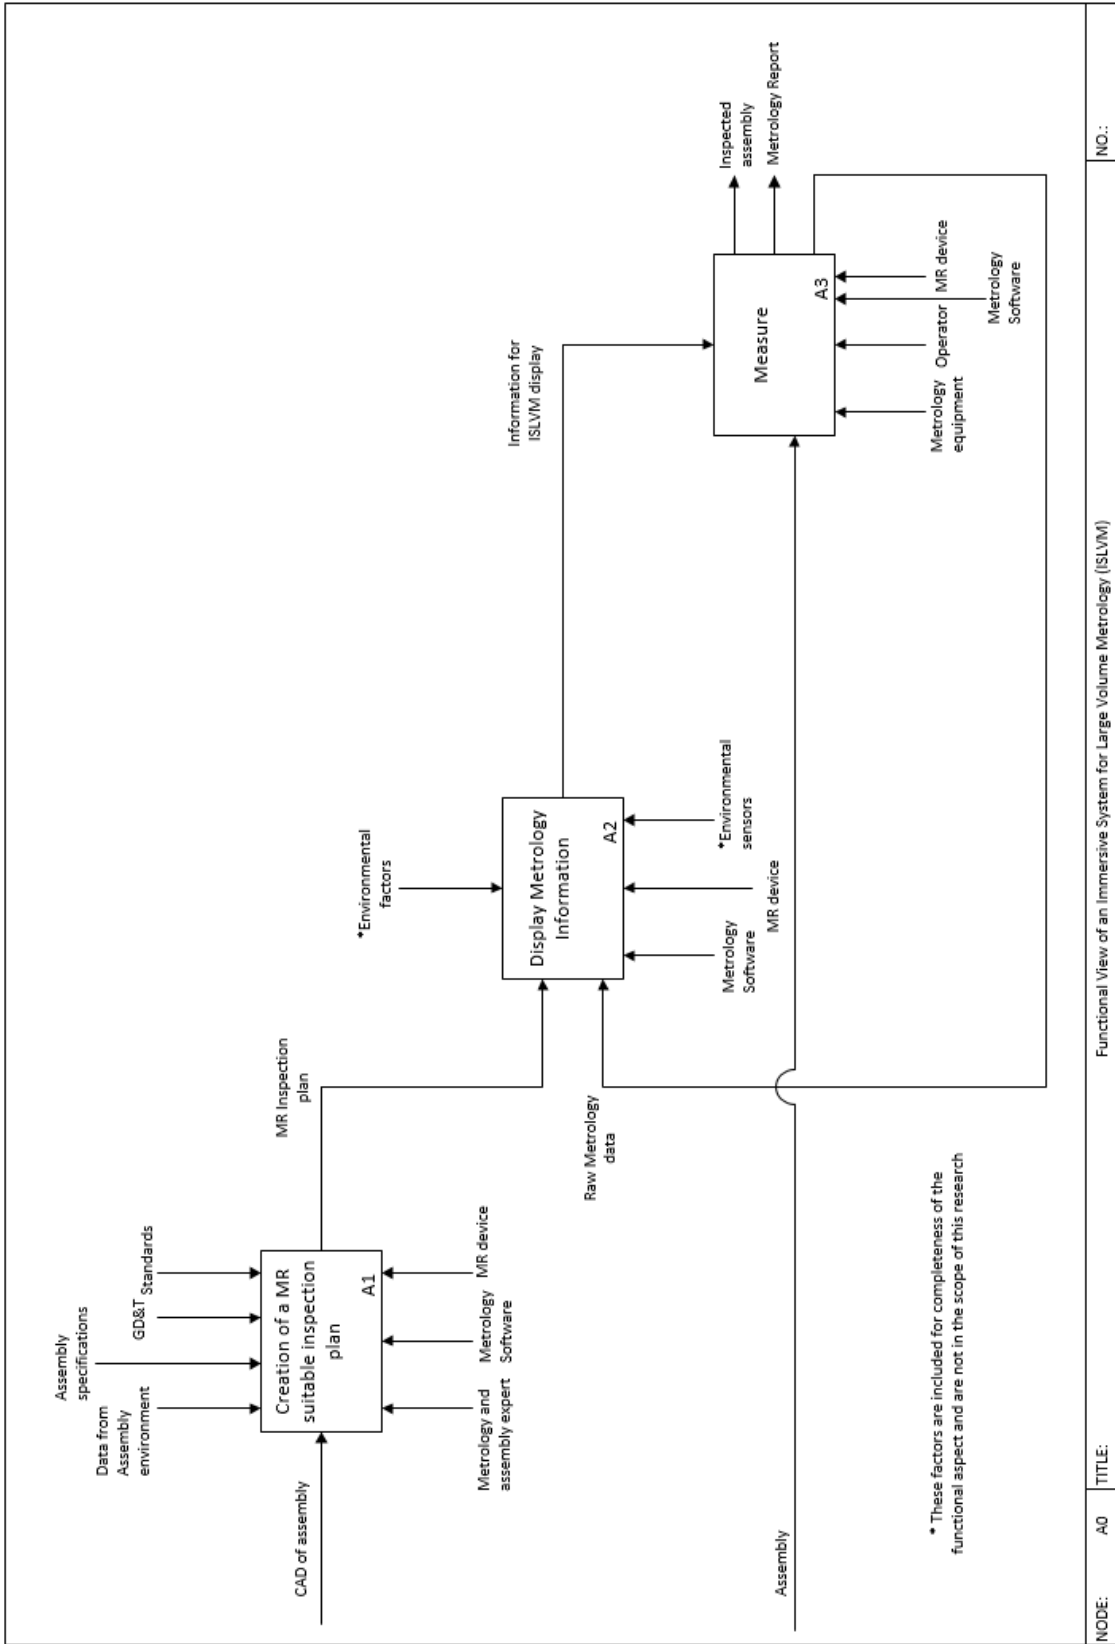 Assembly
specifications
Data from
Assembly
environment
GD&T
Standards
CAD of assembly
Creation of a MR
suitable inspection
plan
A1
Metrology and
assembly expert
Metrology
Software
MR device
MR Inspection
plan
*Environmental
factors
Display Metrology
Information
A2
Raw Metrology
data
Metrology
Software
MR device
*Environmental
sensors
Information for
ISLVM display
Assembly
Measure
A3
Metrology
equipment
Operator
Metrology
Software
MR device
Inspected
assembly
Metrology Report
* These factors are included for completeness of the
functional aspect and are not in the scope of this research
NODE:
A0
TITLE:
Functional View of an Immersive System for Large Volume Metrology (ISLVM)
NO.: